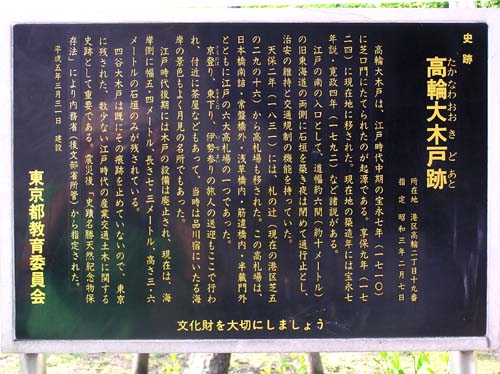 史跡
高輪大木戸跡
たかなわおおきどあと
所在地 港区高輪二丁目十九番
指定 昭和三年二月七日
高輪大木戸は、江戸時代中期の宝永七年(一七一〇)
に芝口門にたてられたのが起源である。享保九年(一七
二四)に現在地に移された。現在地の築造年には宝永七
年説・寛政四年(一七九二)など諸説がある。
江戸の南の入口として、道幅約六間(約十メートル)
の旧東海道の両側に石垣を築き夜は閉めて通行止とし、
治安の維持と交通規制の機能を持っていた。
天保二年(一八三一)には、札の辻(現在の港区芝五
の二九の十六)から高札場も移された。この高札場は、
日本橋南詰・常盤橋外・浅草橋内・筋違橋内・半蔵門外
とともに江戸の六大高札場の一つであった。
京登り、東下り、伊勢参りの旅人の送迎もここで行わ
れ、付近に茶屋などもあって、当時は品川宿にいたる海
岸の景色もよく月見の名所でもあった。
江戸時代後期には木戸の設備は廃止され、現在は、海
岸側に幅五・四メートル、長さ七・三メートル、高さ三・六
メートルの石垣のみが残されている。
四谷大木戸は既にその痕跡を止めていないので、東京
に残された、数少ない江戸時代の産業交通土木に関する
史跡として重要である。震災後「史蹟名勝天然紀念物保
存法」により内務省(後文部省所管)から指定された。
平成五年三月三一日 建設
東京都教育委員会
文化財を大切にしましょう